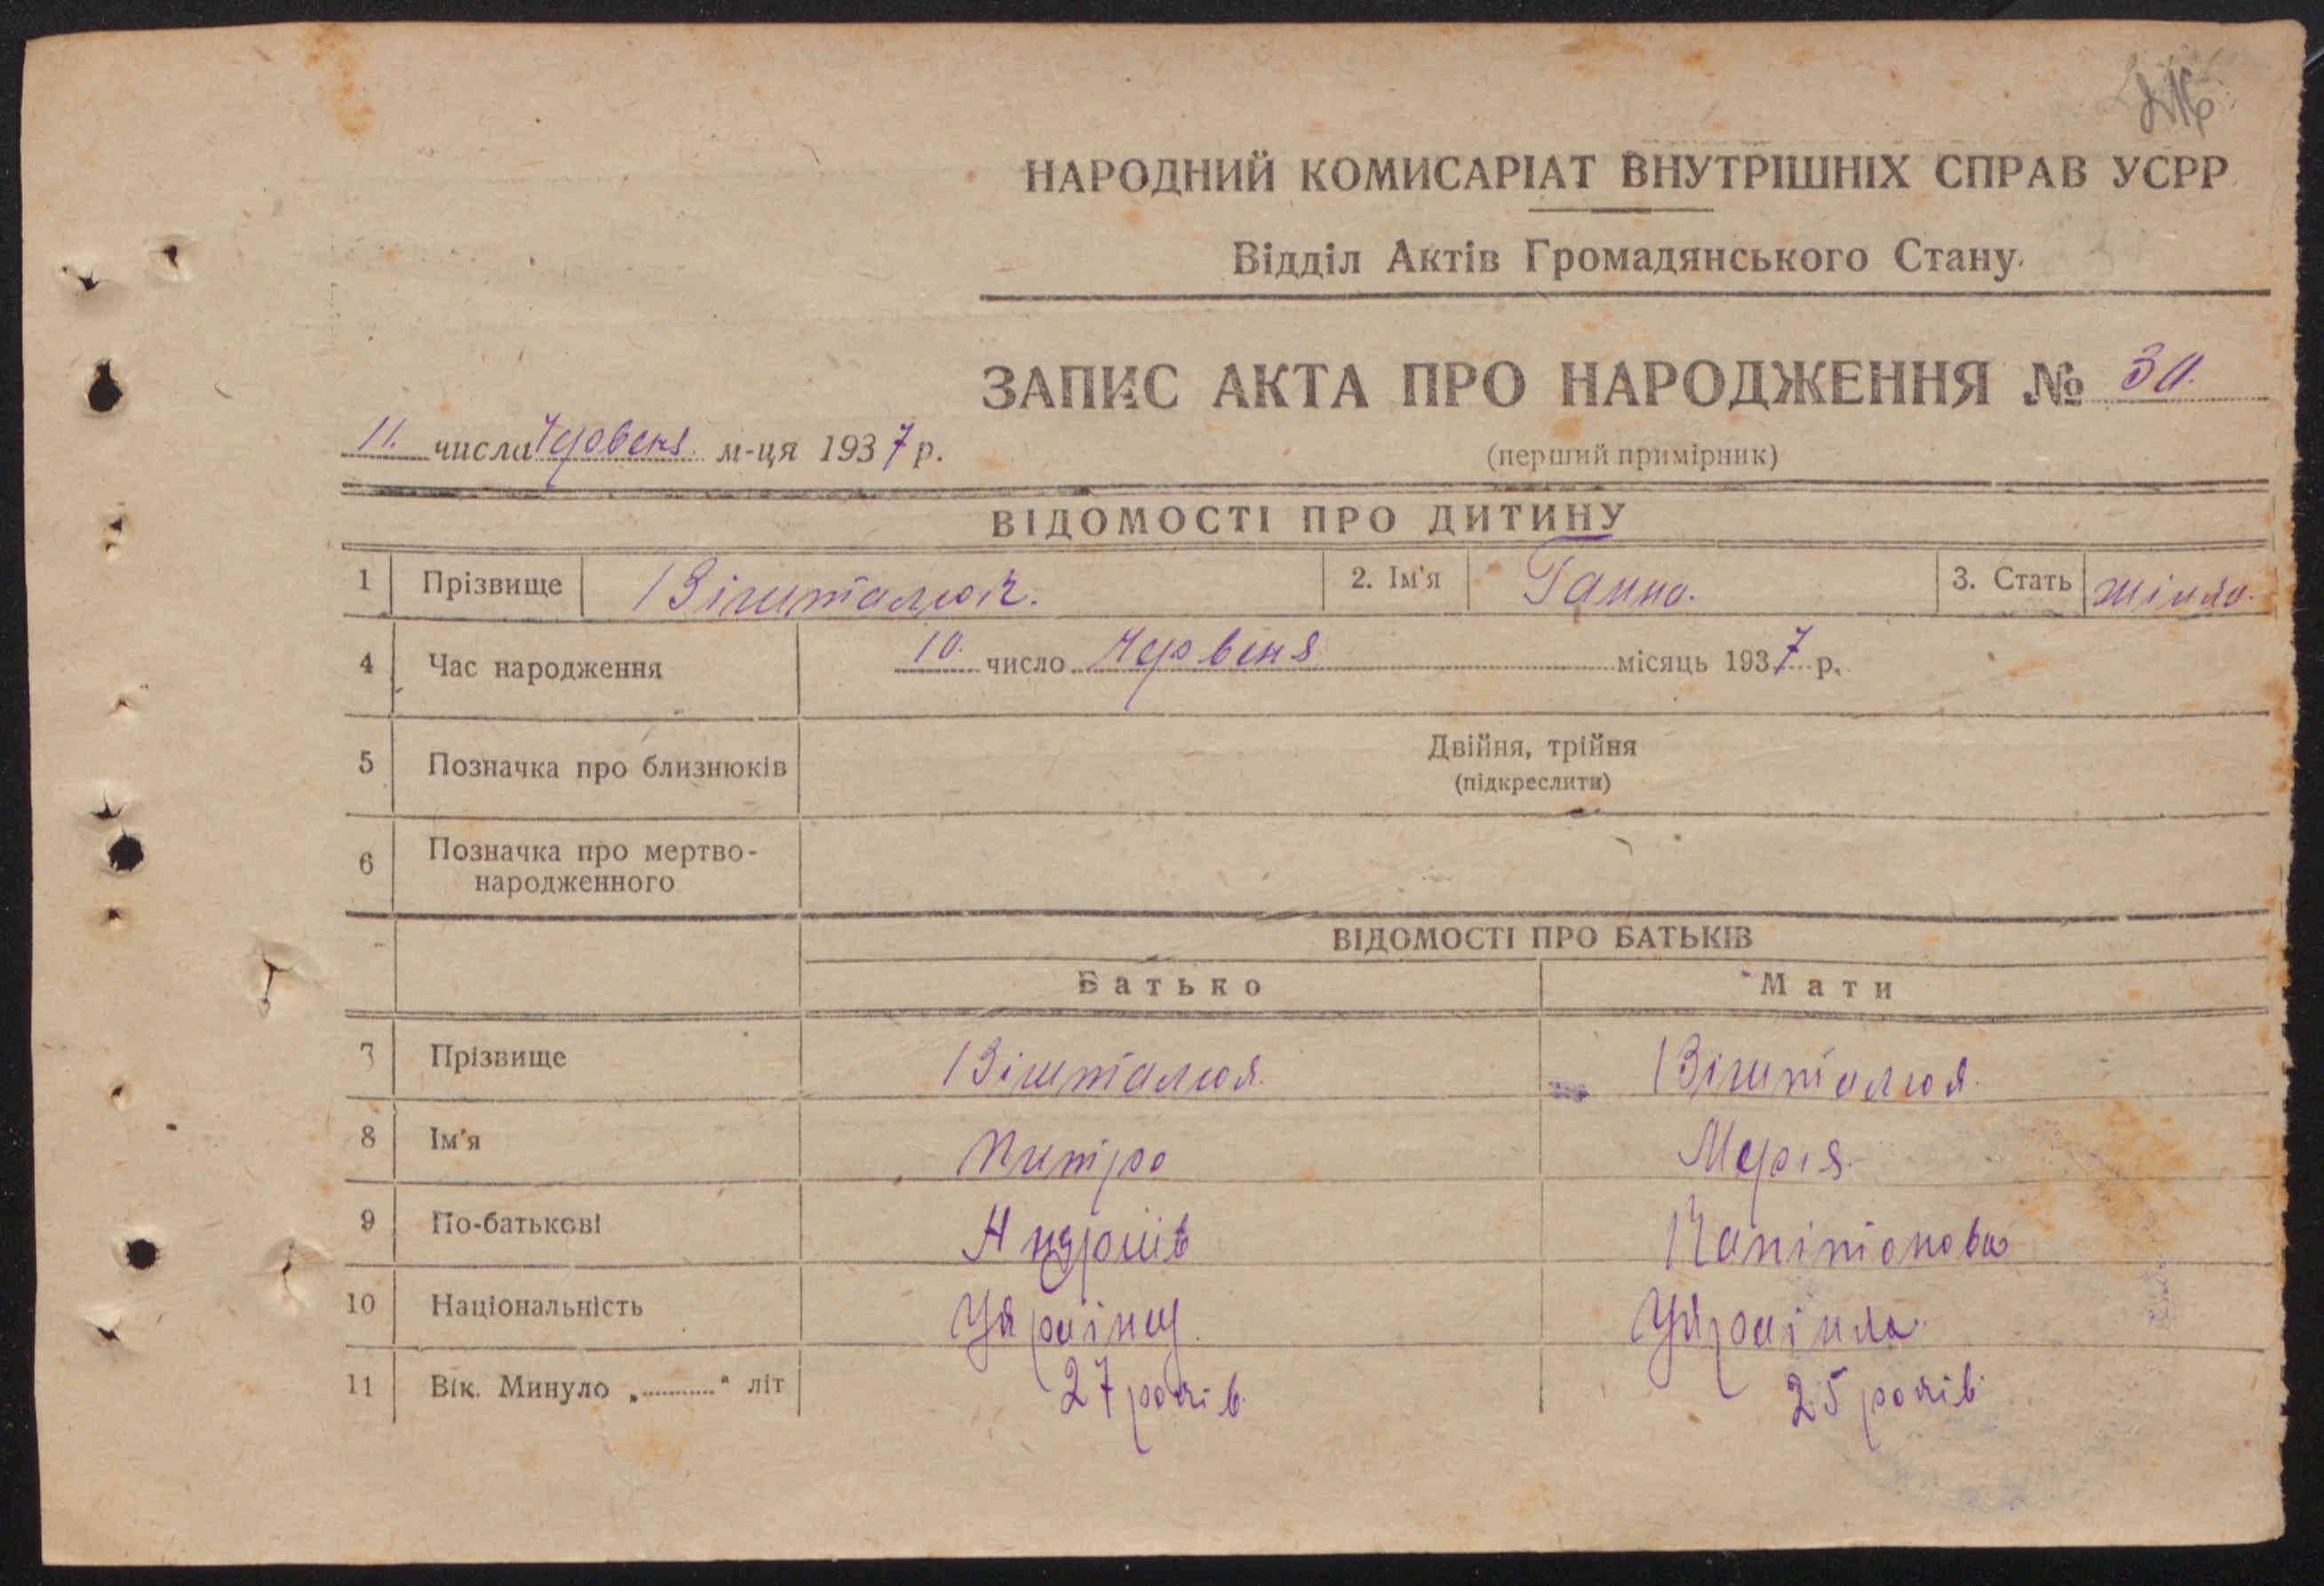 НАРОДНИЙ КОМИСАРІАТ ВНУТРІШНІХ СПРАВ УСРР
Відділ Актів Громадянського Стану
ЗАПИС АКТА ПРО НАРОДЖЕННЯ № 30.
11. числа Червня м-ця 1937 р.
(перший примірник)
ВІДОМОСТІ ПРО ДИТИНУ
1 Прізвище Вішталюк. 2. Ім'я Ганна. 3. Стать жіноча.
4 Час народження 10. число Червеня місяць 1937 р.
5 Позначка про близнюків Двійня, трійня
(підкреслити)
6 Позначка про мертво-
народженного
ВІДОМОСТІ ПРО БАТЬКІВ
Батько Мати
7 Прізвище Вішталюк. Вішталюк.
8 Ім'я Митро Марія.
9 По-батькові Андріїв Капітонова
10 Національність Українц. Українка.
11 Вік. Минуло „..........“ літ 27 років. 25 років